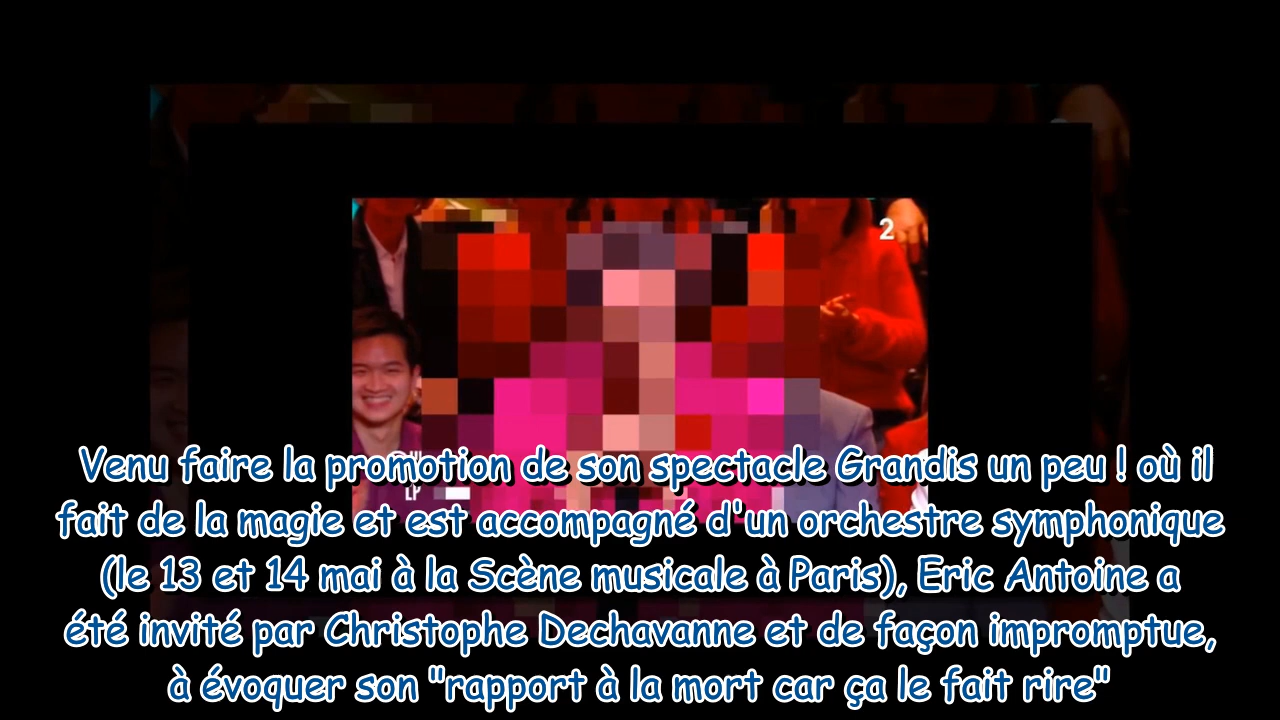 2
Venu faire la promotion de son spectacle Grandis un peu ! où il
LP
fait de la magie et est accompagné d'un orchestre symphonique
(le 13 et 14 mai à la Scène musicale à Paris), Eric Antoine a
été invité par Christophe Dechavanne et de façon impromptue,
à évoquer son "rapport à la mort car ça le fait rire"